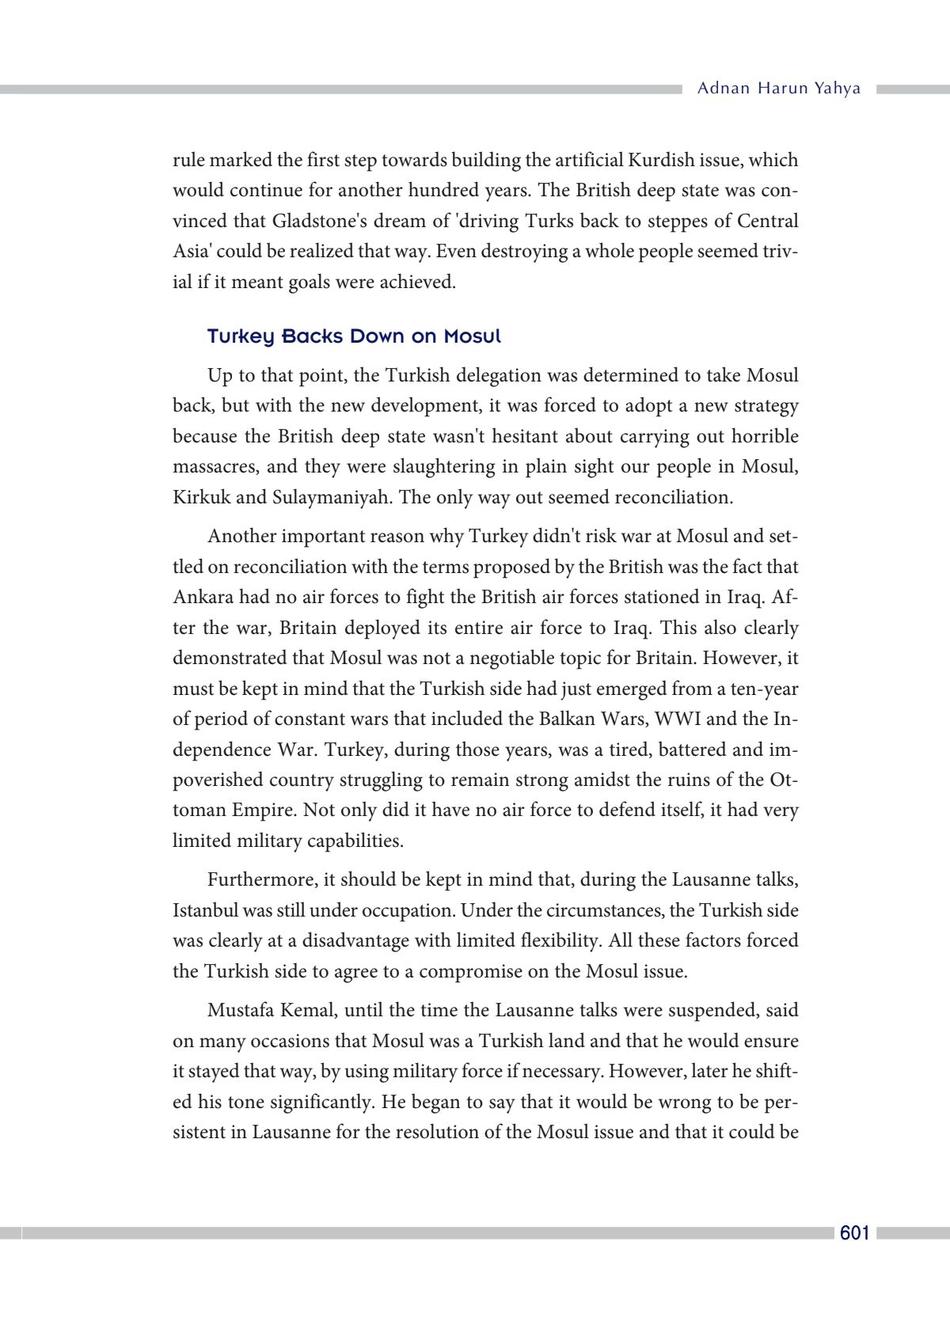 Adnan Harun Yahya
rule marked the first step towards building the artificial Kurdish issue, which
would continue for another hundred years. The British deep state was con-
vinced that Gladstone's dream of 'driving Turks back to steppes of Central
Asia' could be realized that way. Even destroying a whole people seemed triv-
ial if it meant goals were achieved.
Turkey Backs Down on Mosul
Up to that point, the Turkish delegation was determined to take Mosul
back, but with the new development, it was forced to adopt a new strategy
because the British deep state wasn't hesitant about carrying out horrible
massacres, and they were slaughtering in plain sight our people in Mosul,
Kirkuk and Sulaymaniyah. The only way out seemed reconciliation.
Another important reason why Turkey didn't risk war at Mosul and set-
tled on reconciliation with the terms proposed by the British was the fact that
Ankara had no air forces to fight the British air forces stationed in Iraq. Af-
ter the war, Britain deployed its entire air force to Iraq. This also clearly
demonstrated that Mosul was not a negotiable topic for Britain. However, it
must be kept in mind that the Turkish side had just emerged from a ten-year
of period of constant wars that included the Balkan Wars, WWI and the In-
dependence War. Turkey, during those years, was a tired, battered and im-
poverished country struggling to remain strong amidst the ruins of the Ot-
toman Empire. Not only did it have no air force to defend itself, it had very
limited military capabilities.
Furthermore, it should be kept in mind that, during the Lausanne talks,
Istanbul was still under occupation. Under the circumstances, the Turkish side
was clearly at a disadvantage with limited flexibility. All these factors forced
the Turkish side to agree to a compromise on the Mosul issue.
Mustafa Kemal, until the time the Lausanne talks were suspended, said
on many occasions that Mosul was a Turkish land and that he would ensure
it stayed that way, by using military force if necessary. However, later he shift-
ed his tone significantly. He began to say that it would be wrong to be per-
sistent in Lausanne for the resolution of the Mosul issue and that it could be
601